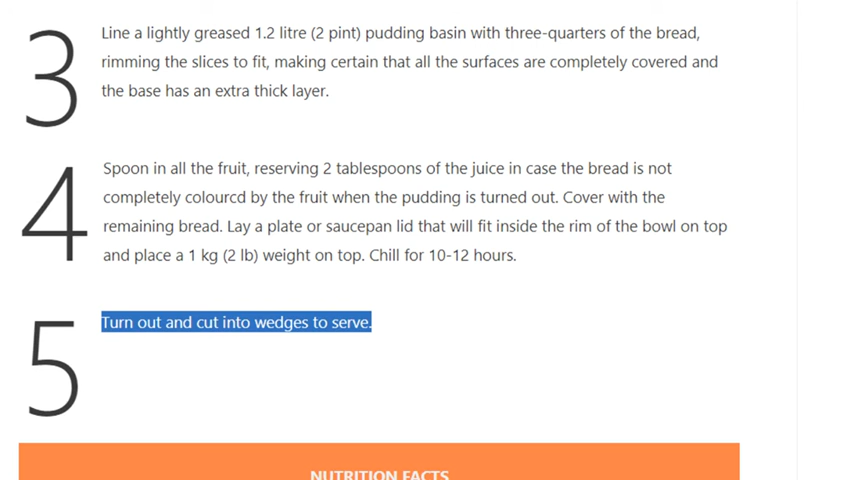 3
Line a lightly greased 1.2 litre (2 pint) pudding basin with three-quarters of the bread,
rimming the slices to fit, making certain that all the surfaces are completely covered and
the base has an extra thick layer.
4
Spoon in all the fruit, reserving 2 tablespoons of the juice in case the bread is not
completely colourcd by the fruit when the pudding is turned out. Cover with the
remaining bread. Lay a plate or saucepan lid that will fit inside the rim of the bowl on top
and place a 1 kg (2 lb) weight on top. Chill for 10-12 hours.
5
Turn out and cut into wedges to serve.
NUTRITION FACTS